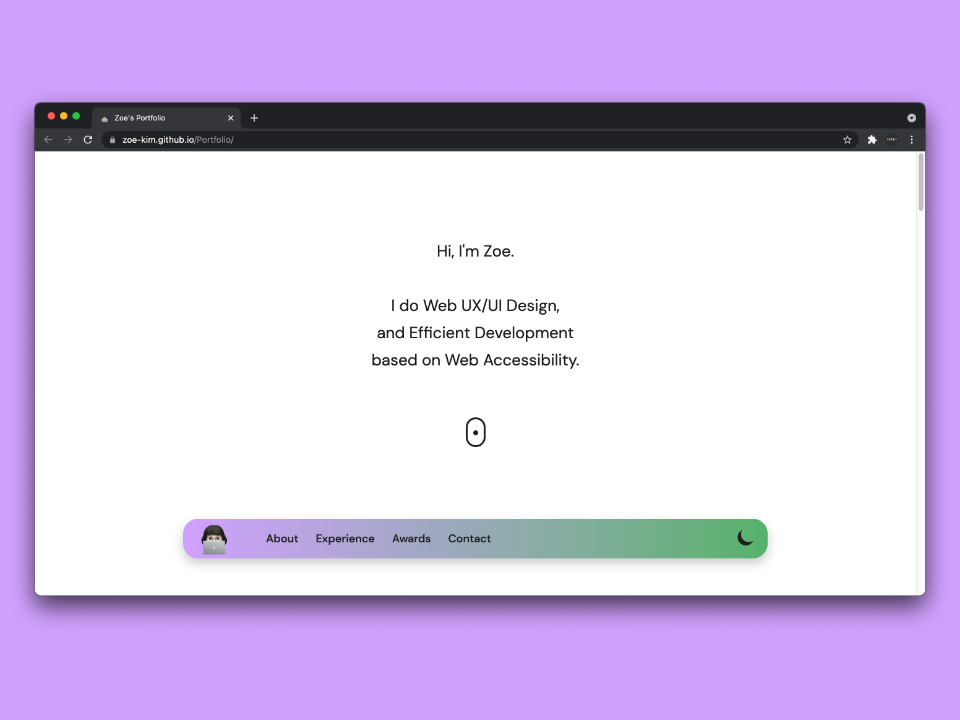 Zoe's Portfolio
zoe-kim.github.io/Portfolio/
Hi, I'm Zoe.
I do Web UX/UI Design,
and Efficient Development
based on Web Accessibility.
About Experience Awards Contact